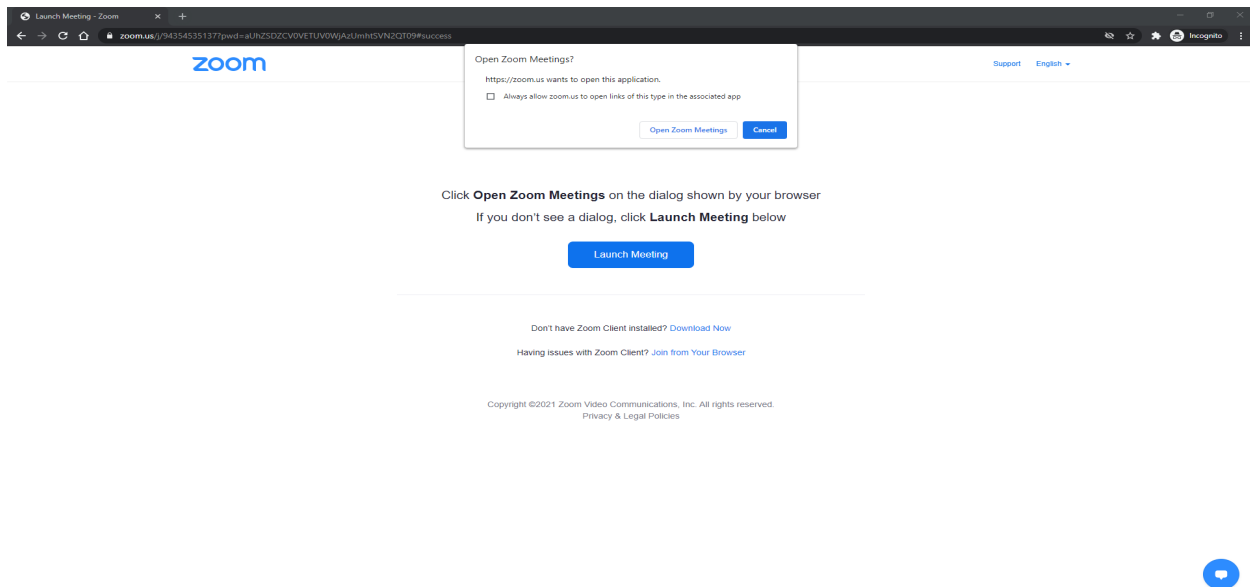 Launch Meeting - Zoom
zoom.us/j/94354535137?pwd=aUhZSDZCV0VETUV0WjAzUmhtSVN2QT09#success
Incognito
zoom
Support English
Open Zoom Meetings?
https://zoom.us wants to open this application.
Always allow zoom.us to open links of this type in the associated app
Open Zoom Meetings Cancel
Click Open Zoom Meetings on the dialog shown by your browser
If you don't see a dialog, click Launch Meeting below
Launch Meeting
Don't have Zoom Client installed? Download Now
Having issues with Zoom Client? Join from Your Browser
Copyright ©2021 Zoom Video Communications, Inc. All rights reserved.
Privacy & Legal Policies